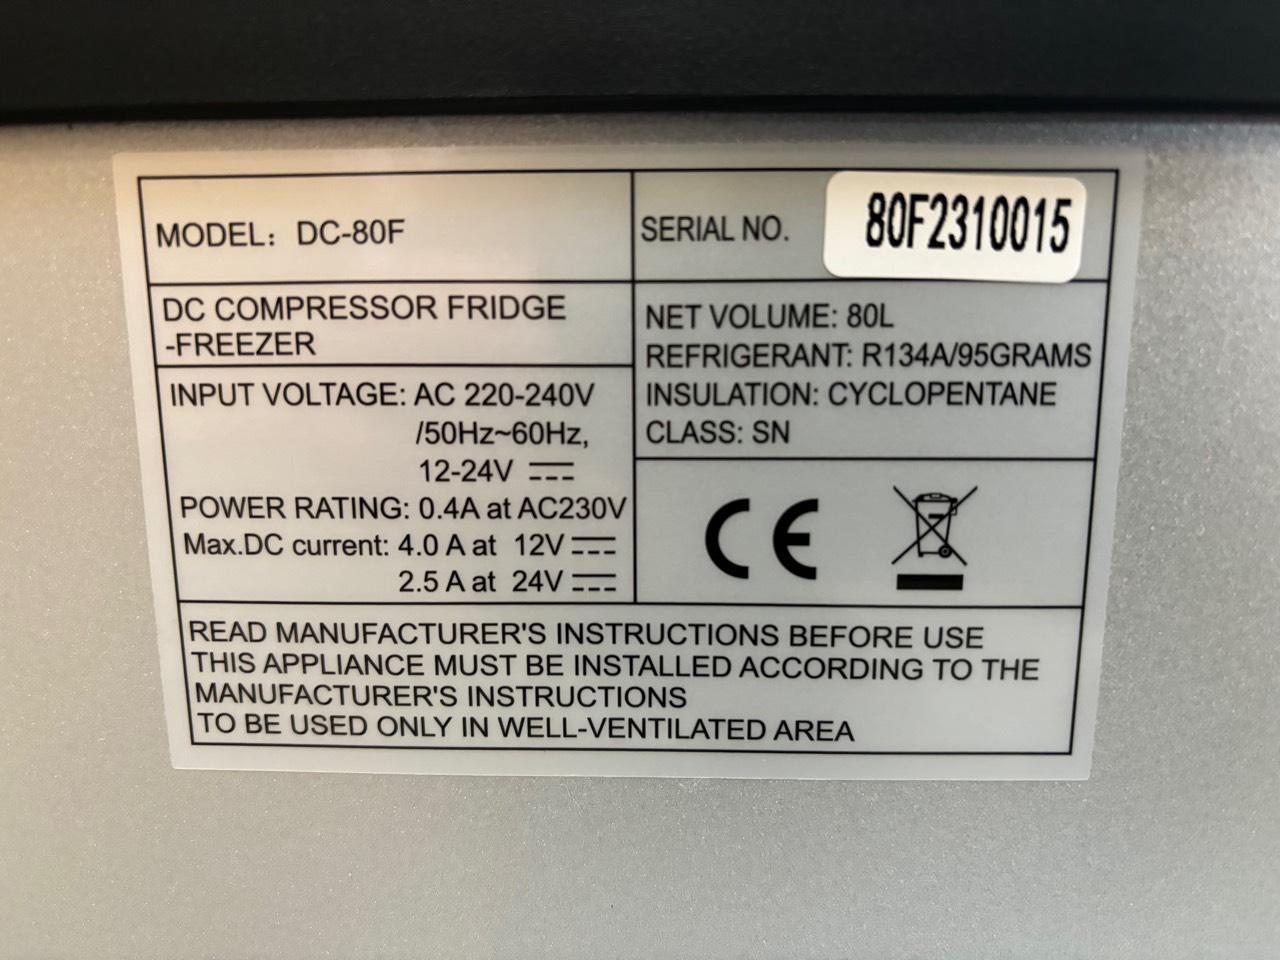 MODEL: DC-80F
SERIAL NO. 80F2310015
DC COMPRESSOR FRIDGE
-FREEZER
INPUT VOLTAGE: AC 220-240V
/50Hz~60Hz,
12-24V
POWER RATING: 0.4A at AC230V
Max.DC current: 4.0 A at 12V
2.5 A at 24V
NET VOLUME: 80L
REFRIGERANT: R134A/95GRAMS
INSULATION: CYCLOPENTANE
CLASS: SN
CE
READ MANUFACTURER'S INSTRUCTIONS BEFORE USE
THIS APPLIANCE MUST BE INSTALLED ACCORDING TO THE
MANUFACTURER'S INSTRUCTIONS
TO BE USED ONLY IN WELL-VENTILATED AREA